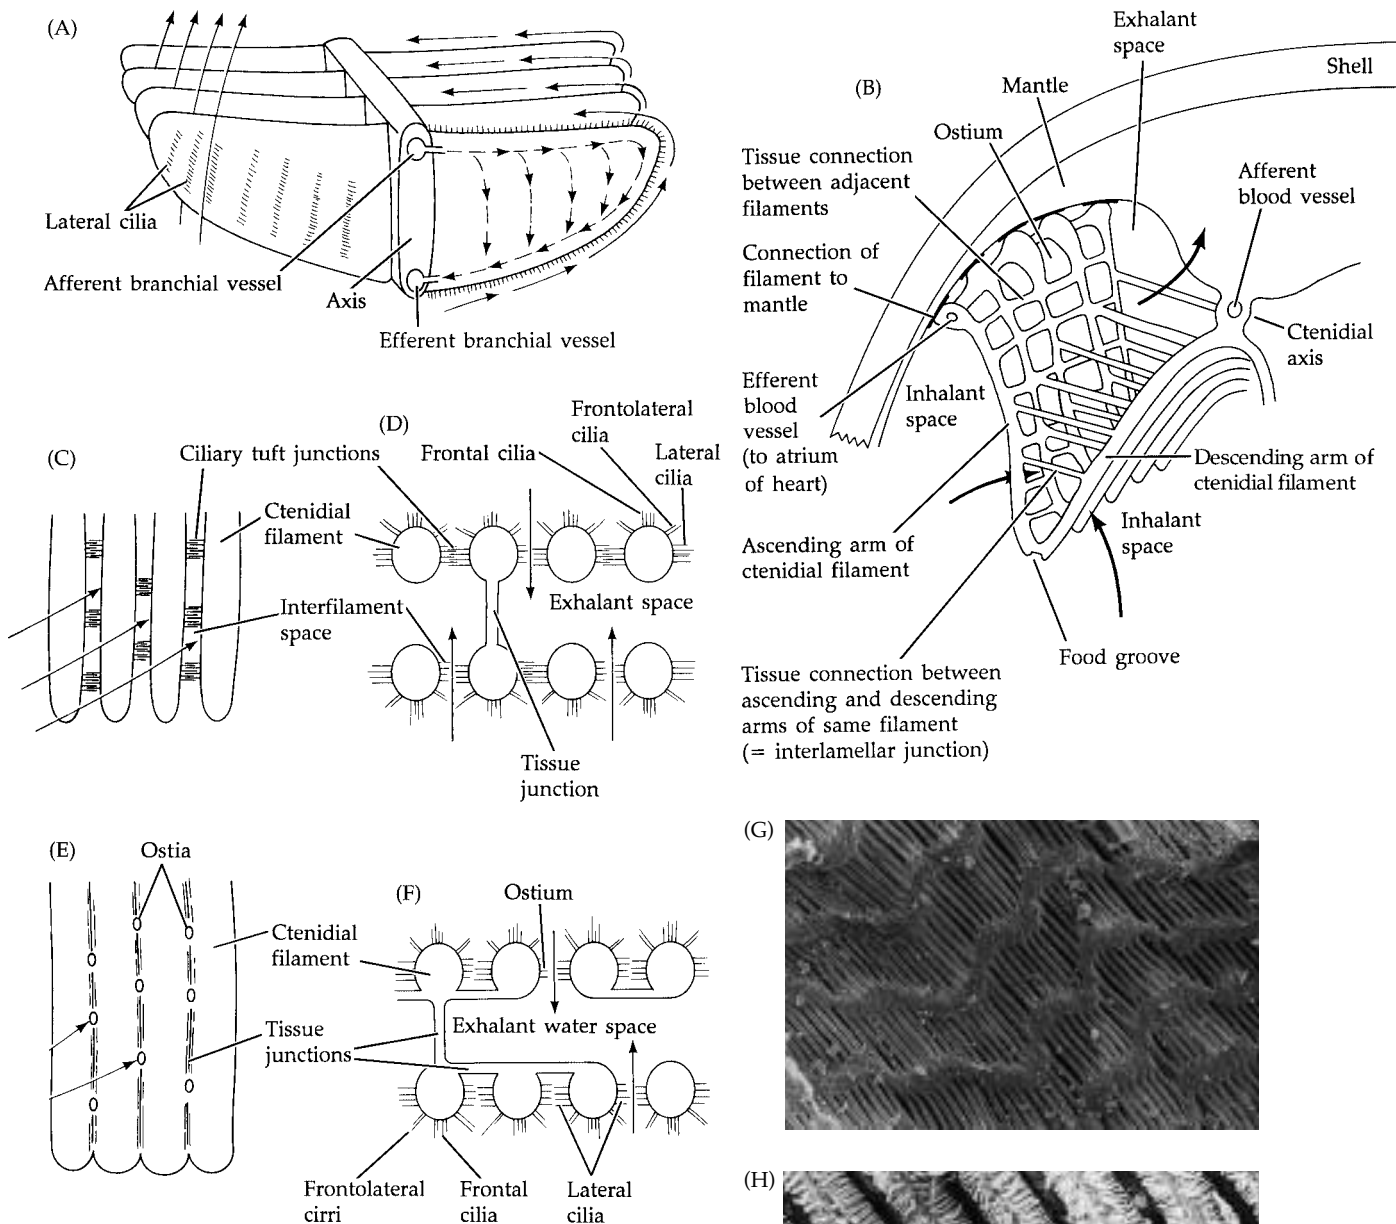 (A)
Lateral cilia
Afferent branchial vessel
Axis
Efferent branchial vessel
(B)
Exhalant
space
Shell
Mantle
Ostium
Tissue connection
between adjacent
filaments
Afferent
blood vessel
Connection of
filament to
mantle
Ctenidial
axis
Efferent
blood
vessel
(to atrium
of heart)
Inhalant
space
Descending arm of
ctenidial filament
Inhalant
space
Ascending arm of
ctenidial filament
Food groove
Tissue connection between
ascending and descending
arms of same filament
(= interlamellar junction)
(C)
Ciliary tuft junctions
Ctenidial
filament
Interfilament
space
(D)
Frontal cilia
Frontolateral
cilia
Lateral
cilia
Exhalant space
Tissue
junction
(E)
Ostia
Ctenidial
filament
Tissue
junctions
(F)
Ostium
Exhalant water space
Frontolateral
cirri
Frontal
cilia
Lateral
cilia
(G)
(H)